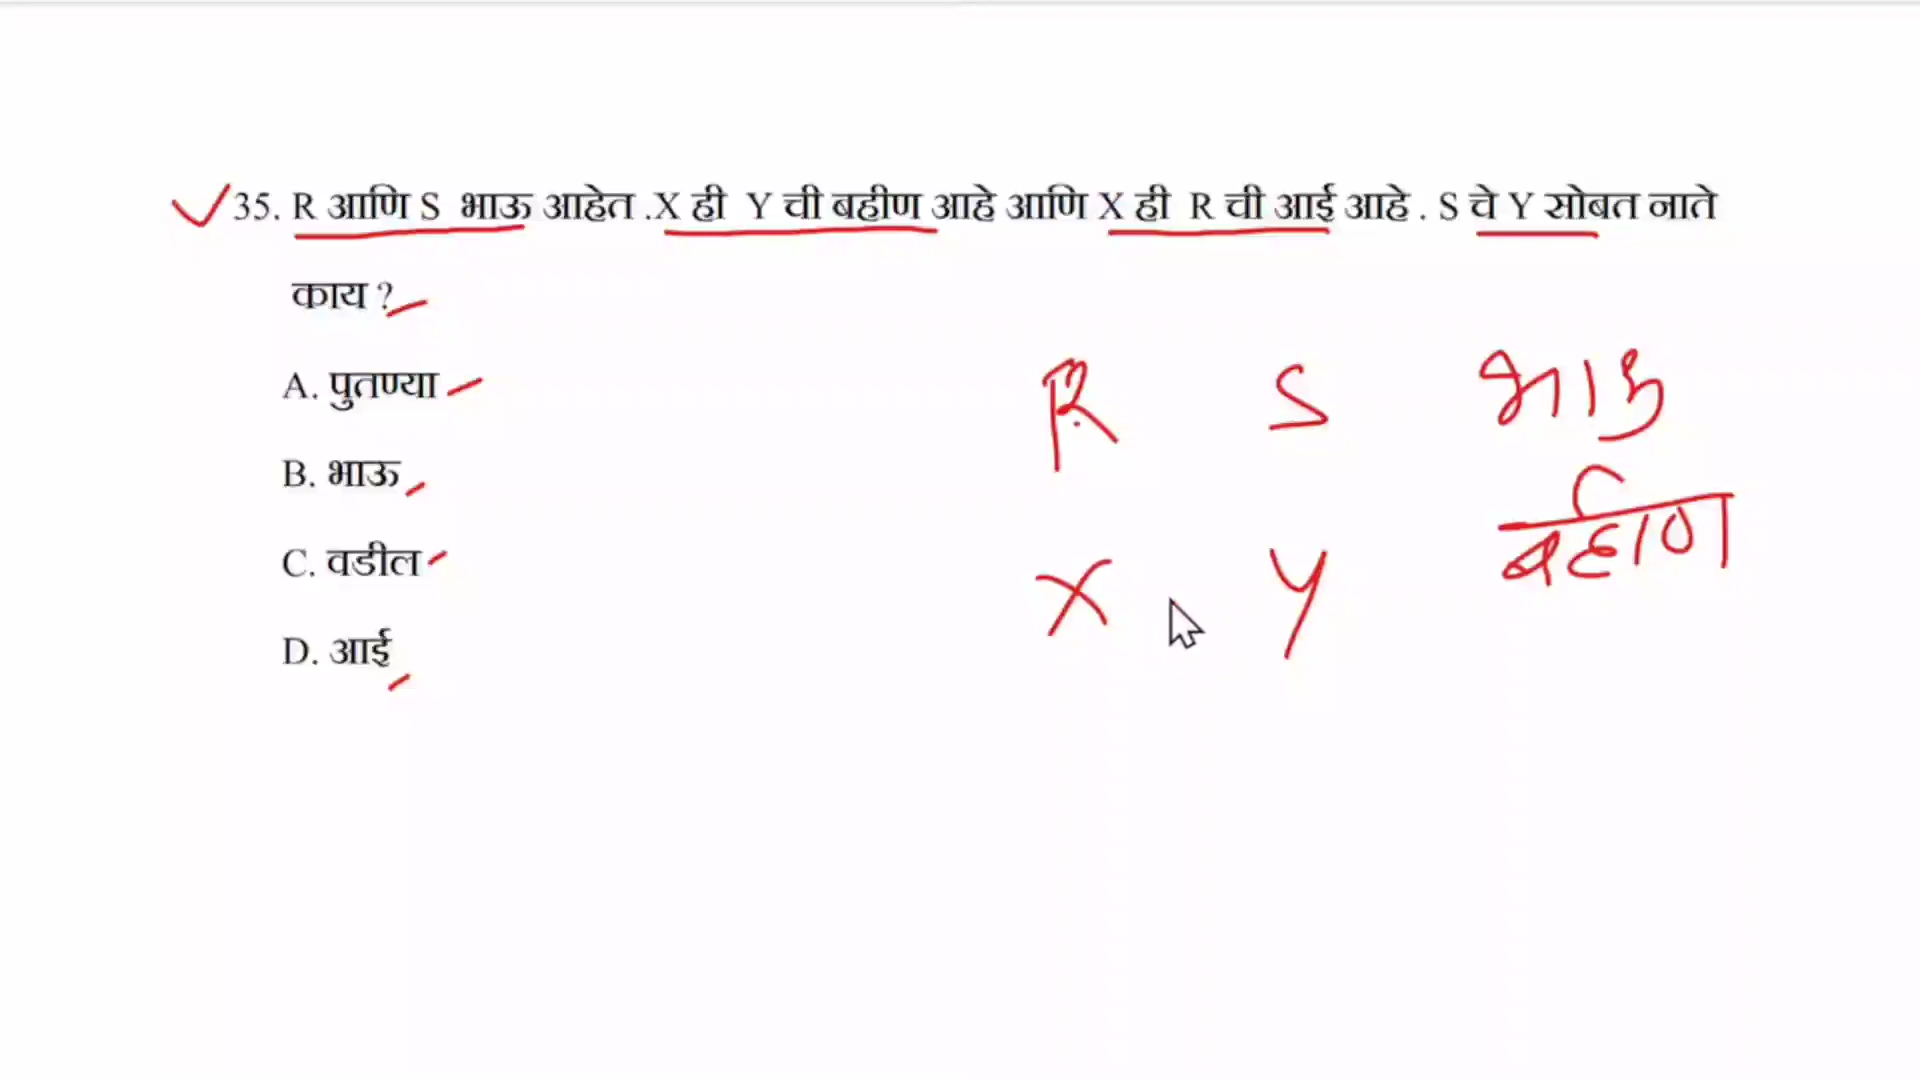 35. R आणि S भाऊ आहेत .X ही Y ची बहीण आहे आणि X ही R ची आई आहे . S चे Y सोबत नाते
काय ?
A. पुतण्या
B. भाऊ
C. वडील
D. आई
R S भाऊ
बहिण
X Y